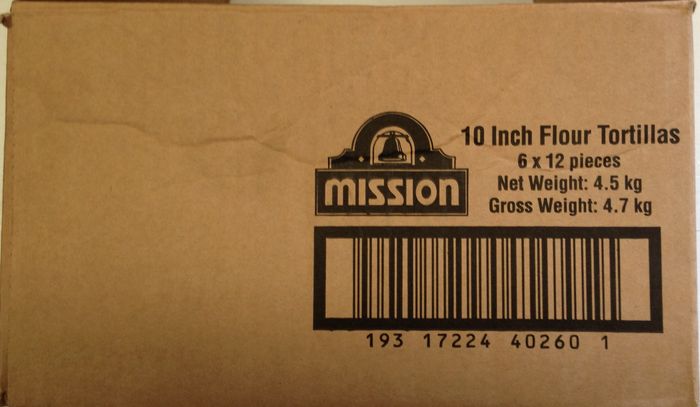 MISSION
10 Inch Flour Tortillas
6 x 12 pieces
Net Weight: 4.5 kg
Gross Weight: 4.7 kg
193 17224 40260 1